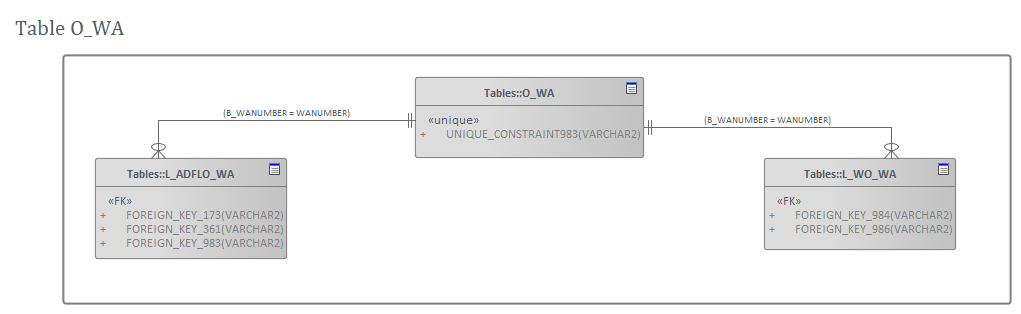 Table O_WA
Tables::O_WA
«unique»
+ UNIQUE_CONSTRAINT983(VARCHAR2)
(B_WANUMBER = WANUMBER)
(B_WANUMBER = WANUMBER)
Tables::L_ADFLO_WA
«FK»
+ FOREIGN_KEY_173(VARCHAR2)
+ FOREIGN_KEY_361(VARCHAR2)
+ FOREIGN_KEY_983(VARCHAR2)
Tables::L_WO_WA
«FK»
+ FOREIGN_KEY_984(VARCHAR2)
+ FOREIGN_KEY_986(VARCHAR2)